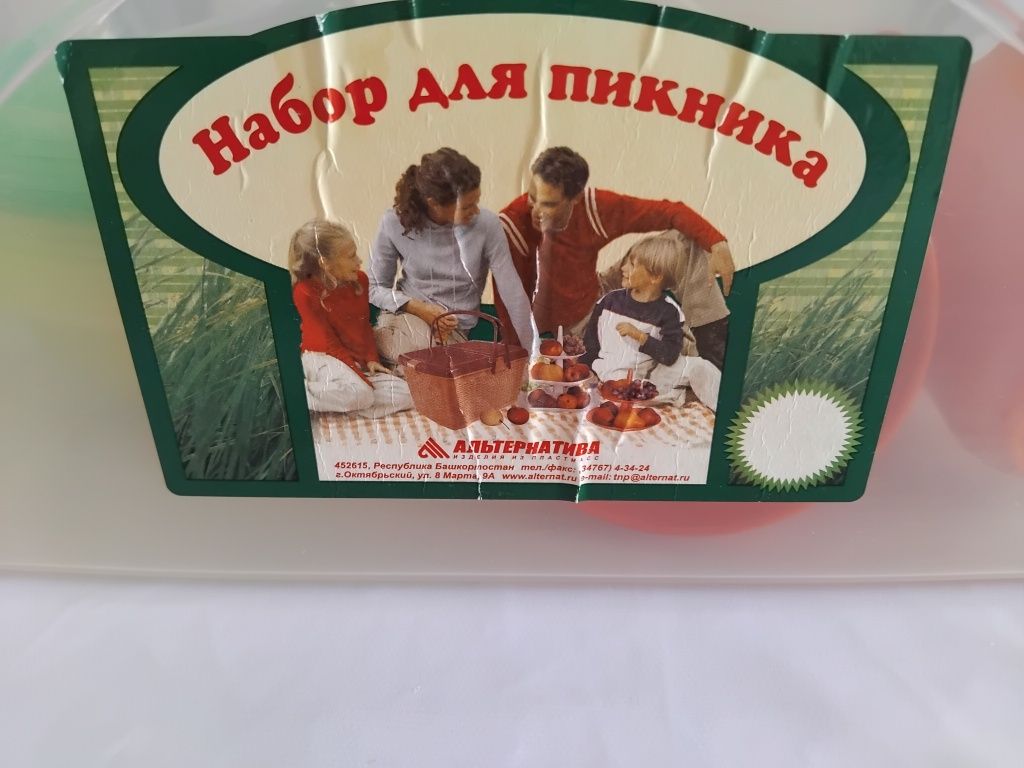 Набор для пикника
АЛЬТЕРНАТИВА
ИЗДЕЛИЯ ИЗ ПЛАСТМАСС
452615, Республика Башкортостан тел./факс: (34767) 4-34-24
г.Октябрьский, ул. 8 Марта, 9А www.alternat.ru e-mail: tnp@alternat.ru